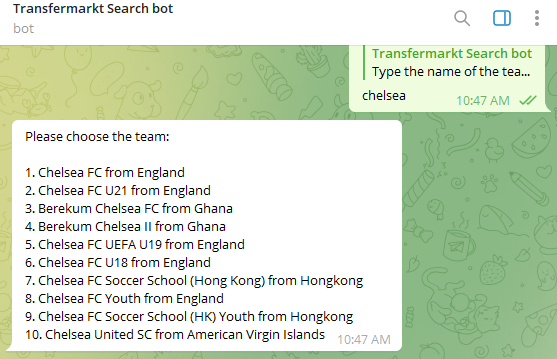 Transfermarkt Search bot
bot
Transfermarkt Search bot
Type the name of the tea...
chelsea
10:47 AM
Please choose the team:
1. Chelsea FC from England
2. Chelsea FC U21 from England
3. Berekum Chelsea FC from Ghana
4. Berekum Chelsea II from Ghana
5. Chelsea FC UEFA U19 from England
6. Chelsea FC U18 from England
7. Chelsea FC Soccer School (Hong Kong) from Hongkong
8. Chelsea FC Youth from England
9. Chelsea FC Soccer School (HK) Youth from Hongkong
10. Chelsea United SC from American Virgin Islands
10:47 AM